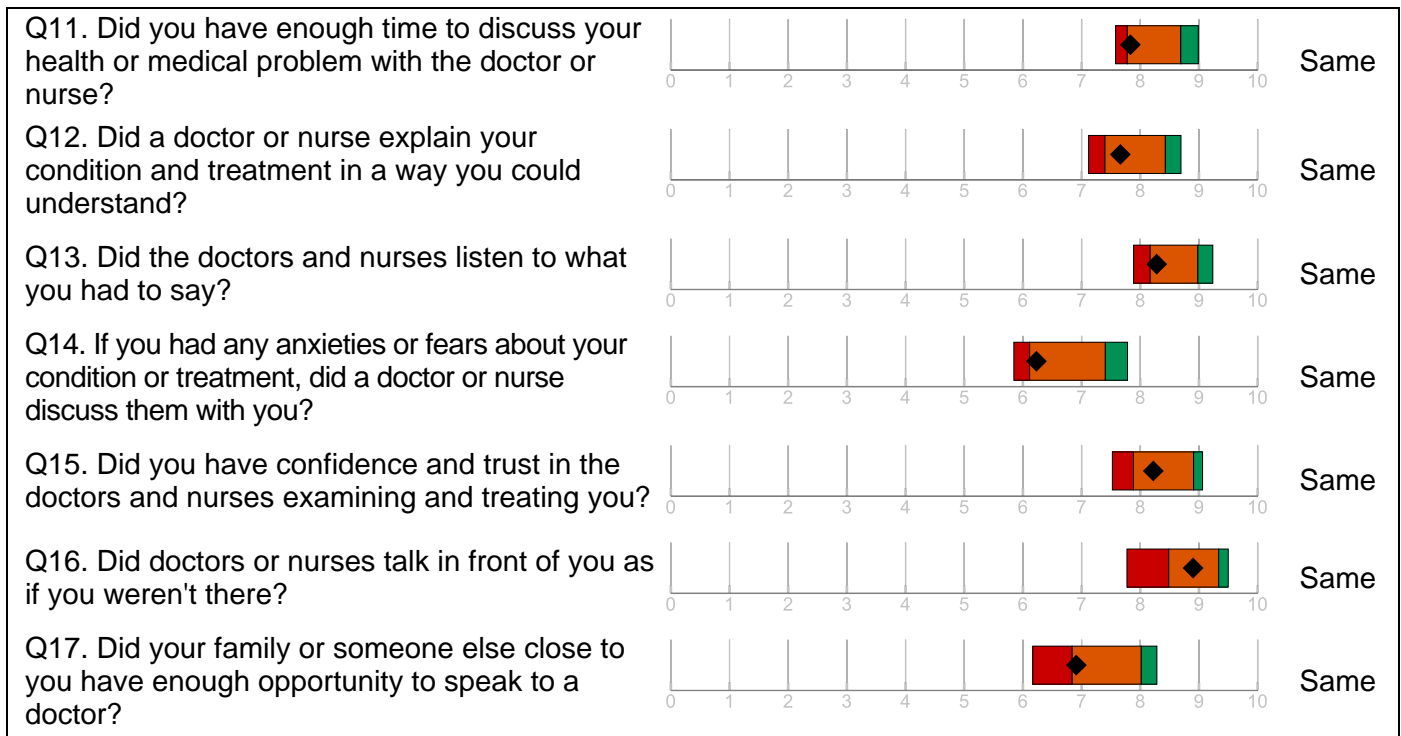 Q11. Did you have enough time to discuss your
health or medical problem with the doctor or
nurse?
0 1 2 3 4 5 6 7 8 9 10
Same
Q12. Did a doctor or nurse explain your
condition and treatment in a way you could
understand?
0 1 2 3 4 5 6 7 8 9 10
Same
Q13. Did the doctors and nurses listen to what
you had to say?
0 1 2 3 4 5 6 7 8 9 10
Same
Q14. If you had any anxieties or fears about your
condition or treatment, did a doctor or nurse
discuss them with you?
0 1 2 3 4 5 6 7 8 9 10
Same
Q15. Did you have confidence and trust in the
doctors and nurses examining and treating you?
0 1 2 3 4 5 6 7 8 9 10
Same
Q16. Did doctors or nurses talk in front of you as
if you weren't there?
0 1 2 3 4 5 6 7 8 9 10
Same
Q17. Did your family or someone else close to
you have enough opportunity to speak to a
doctor?
0 1 2 3 4 5 6 7 8 9 10
Same